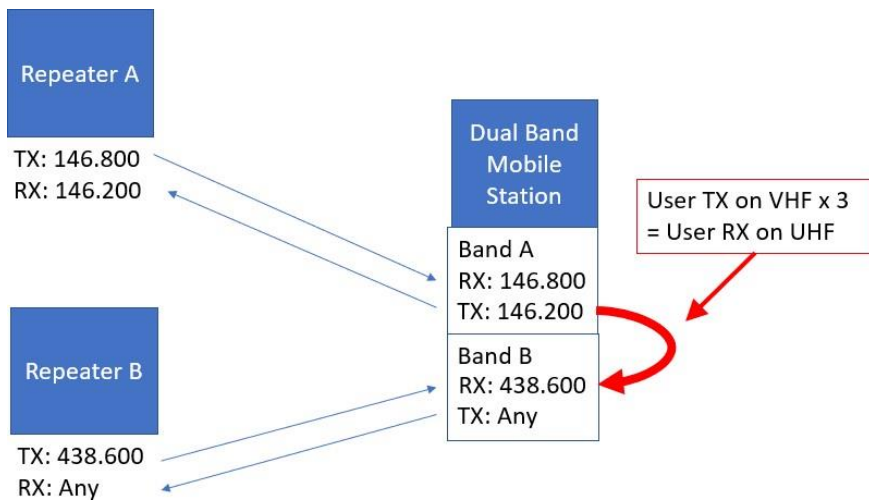 Repeater A
TX: 146.800
RX: 146.200
Dual Band
Mobile
Station
Band A
RX: 146.800
TX: 146.200
Band B
RX: 438.600
TX: Any
User TX on VHF x 3
= User RX on UHF
Repeater B
TX: 438.600
RX: Any